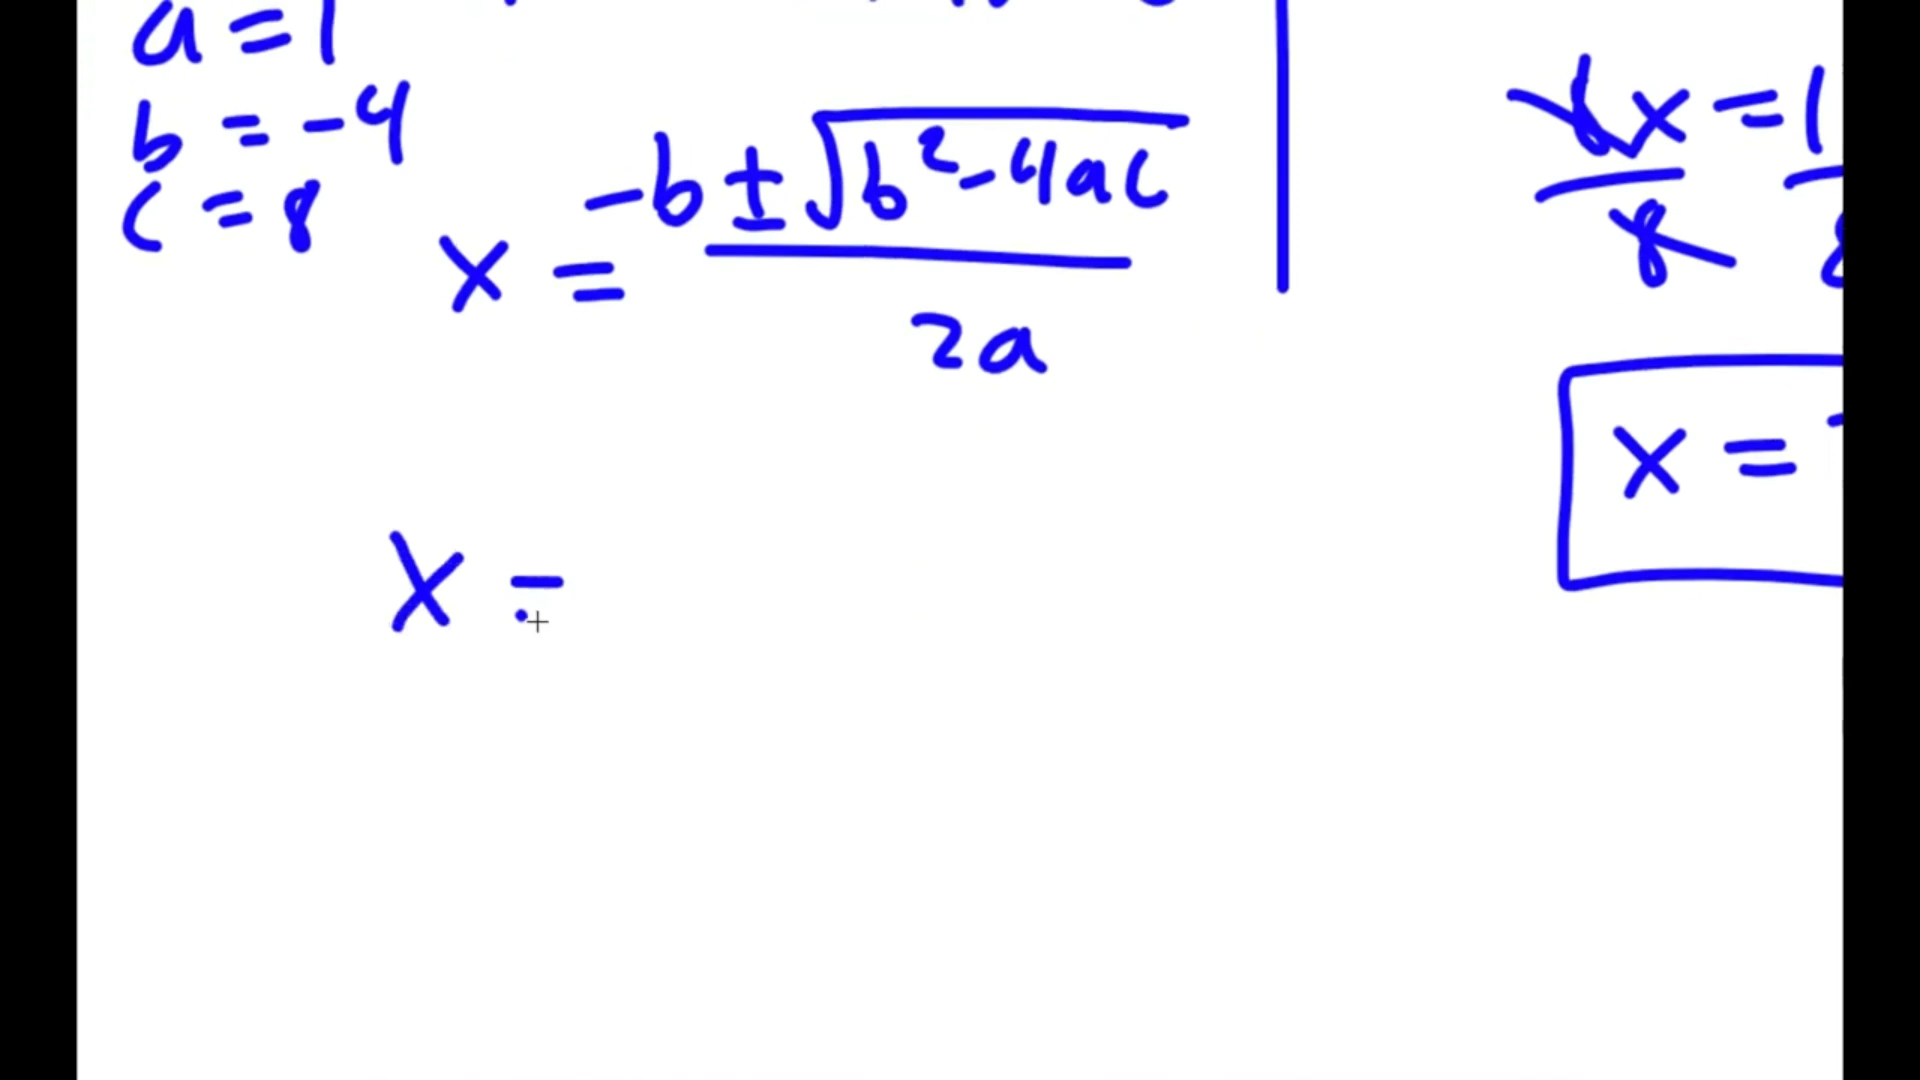 a = 1
b = -4
c = 8
x = -b ± √b²-4ac
2a
x =
x = 1
8
x =